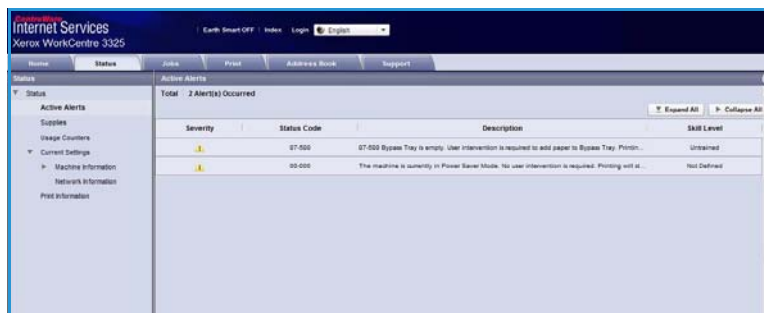 CentreWare
Internet Services
Xerox WorkCentre 3325
Earth Smart OFF Index Login English
Home Status Jobs Print Address Book Support
Status
Active Alerts
Status
Active Alerts
Supplies
Usage Counters
Current Settings
Machine Information
Network Information
Print Information
Total 2 Alert(s) Occurred
Expand All Collapse All
Severity Status Code Description Skill Level
07-500 07-500 Bypass Tray is empty. User intervention is required to add paper to Bypass Tray. Printin... Untrained
The machine is currently in Power Saver Mode. No user intervention is required. Printing will st... Not Defined